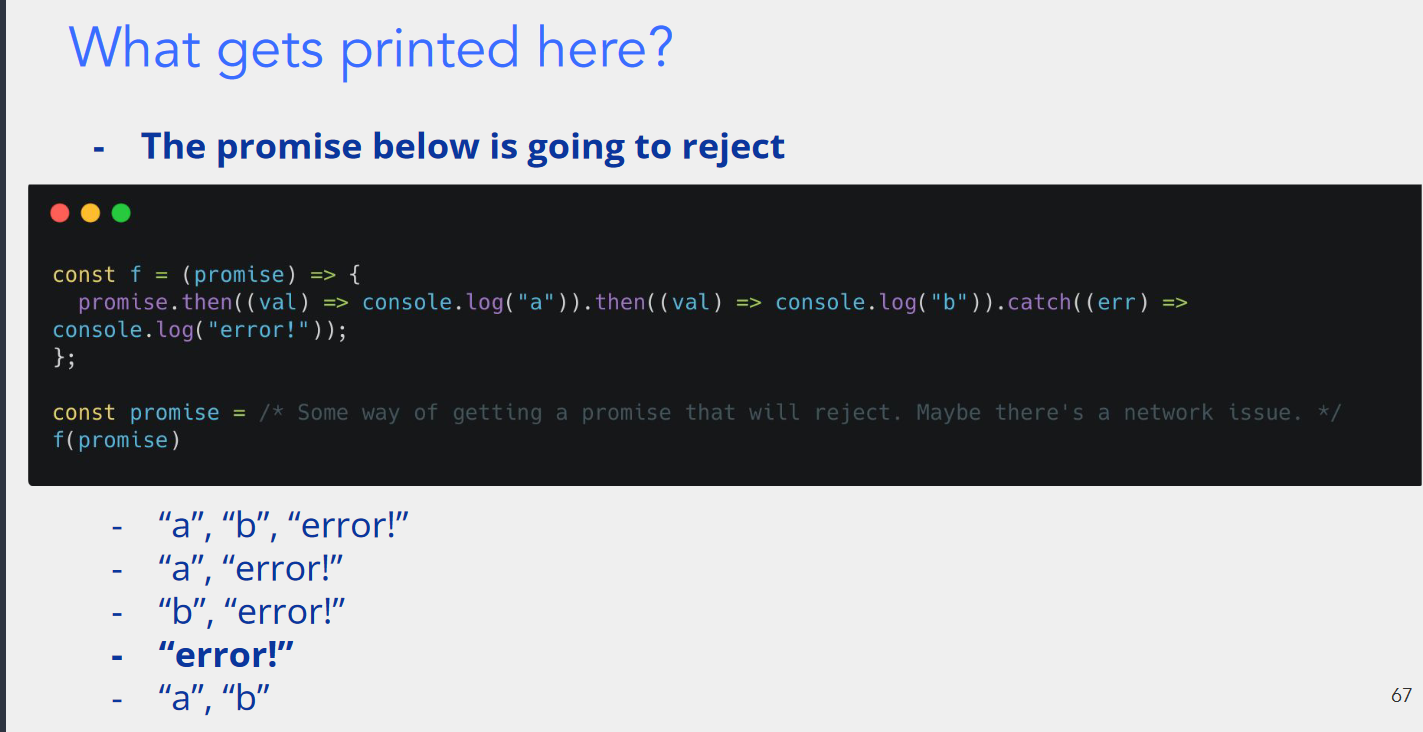 What gets printed here?
- The promise below is going to reject
const f = (promise) => {
  promise.then((val) => console.log("a")).then((val) => console.log("b")).catch((err) =>
console.log("error!"));
};
const promise = /* Some way of getting a promise that will reject. Maybe there's a network issue. */
f(promise)
- “a”, “b”, “error!”
- “a”, “error!”
- “b”, “error!”
- “error!”
- “a”, “b”
67